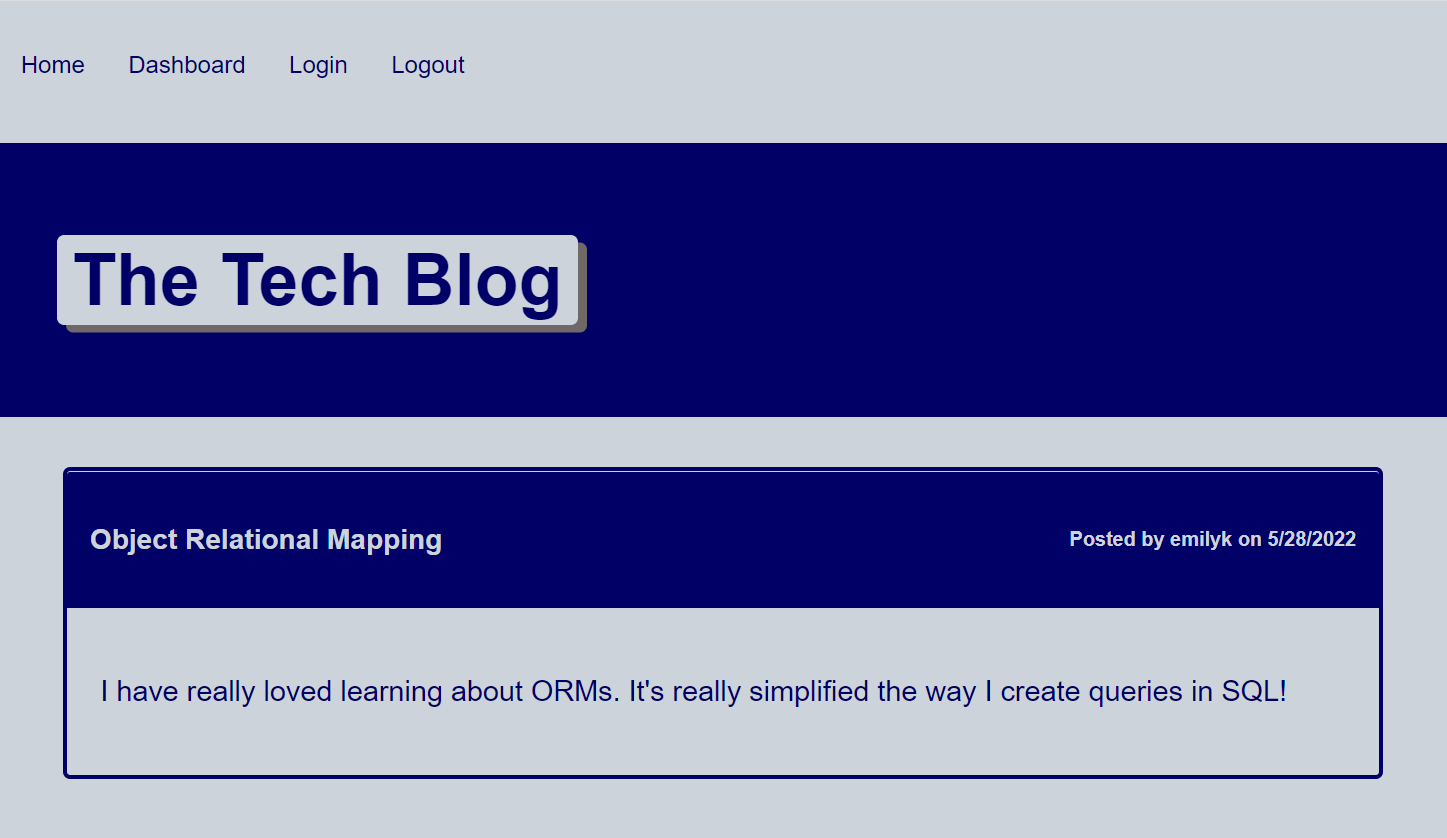 Home Dashboard Login Logout
The Tech Blog
Object Relational Mapping Posted by emilyk on 5/28/2022
I have really loved learning about ORMs. It's really simplified the way I create queries in SQL!